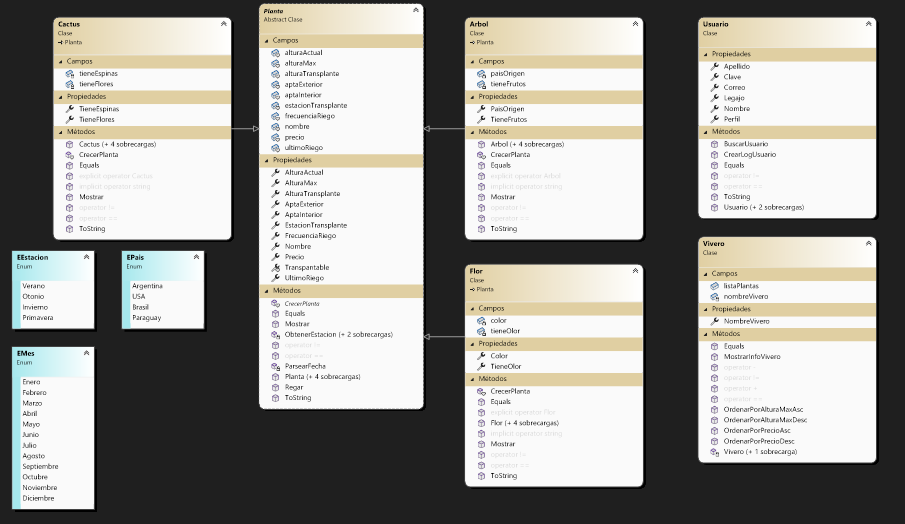 Cactus
Clase
Planta
Campos
tieneEspinas
tieneFlores
Propiedades
TieneEspinas
TieneFlores
Métodos
Cactus (+ 4 sobrecargas)
CrecerPlanta
Equals
explicit operator Cactus
implicit operator string
Mostrar
operator !=
operator ==
ToString
EEstacion
Enum
Verano
Otonio
Invierno
Primavera
EPais
Enum
Argentina
USA
Brasil
Paraguay
EMes
Enum
Enero
Febrero
Marzo
Abril
Mayo
Junio
Julio
Agosto
Septiembre
Octubre
Noviembre
Diciembre
Planta
Abstract Clase
Campos
alturaActual
alturaMax
alturaTransplante
aptaExterior
aptaInterior
estacionTransplante
frecuenciaRiego
nombre
precio
ultimoRiego
Propiedades
AlturaActual
AlturaMax
AlturaTransplante
AptaExterior
AptaInterior
EstacionTransplante
FrecuenciaRiego
Nombre
Precio
Transpantable
UltimoRiego
Métodos
CrecerPlanta
Equals
Mostrar
ObtenerEstacion (+ 2 sobrecargas)
operator !=
operator ==
ParsearFecha
Planta (+ 4 sobrecargas)
Regar
ToString
Arbol
Clase
Planta
Campos
paisOrigen
tieneFrutos
Propiedades
PaisOrigen
TieneFrutos
Métodos
Arbol (+ 4 sobrecargas)
CrecerPlanta
Equals
explicit operator Arbol
implicit operator string
Mostrar
operator !=
operator ==
ToString
Flor
Clase
Planta
Campos
color
tieneOlor
Propiedades
Color
TieneOlor
Métodos
CrecerPlanta
Equals
explicit operator Flor
Flor (+ 4 sobrecargas)
implicit operator string
Mostrar
operator !=
operator ==
ToString
Usuario
Clase
Propiedades
Apellido
Clave
Correo
Legajo
Nombre
Perfil
Métodos
BuscarUsuario
CrearLogUsuario
Equals
operator !=
operator ==
ToString
Usuario (+ 2 sobrecargas)
Vivero
Clase
Campos
listaPlantas
nombreVivero
Propiedades
NombreVivero
Métodos
Equals
MostrarInfoVivero
operator -
operator !=
operator +
operator ==
OrdenarPorAlturaMaxAsc
OrdenarPorAlturaMaxDesc
OrdenarPorPrecioAsc
OrdenarPorPrecioDesc
Vivero (+ 1 sobrecarga)